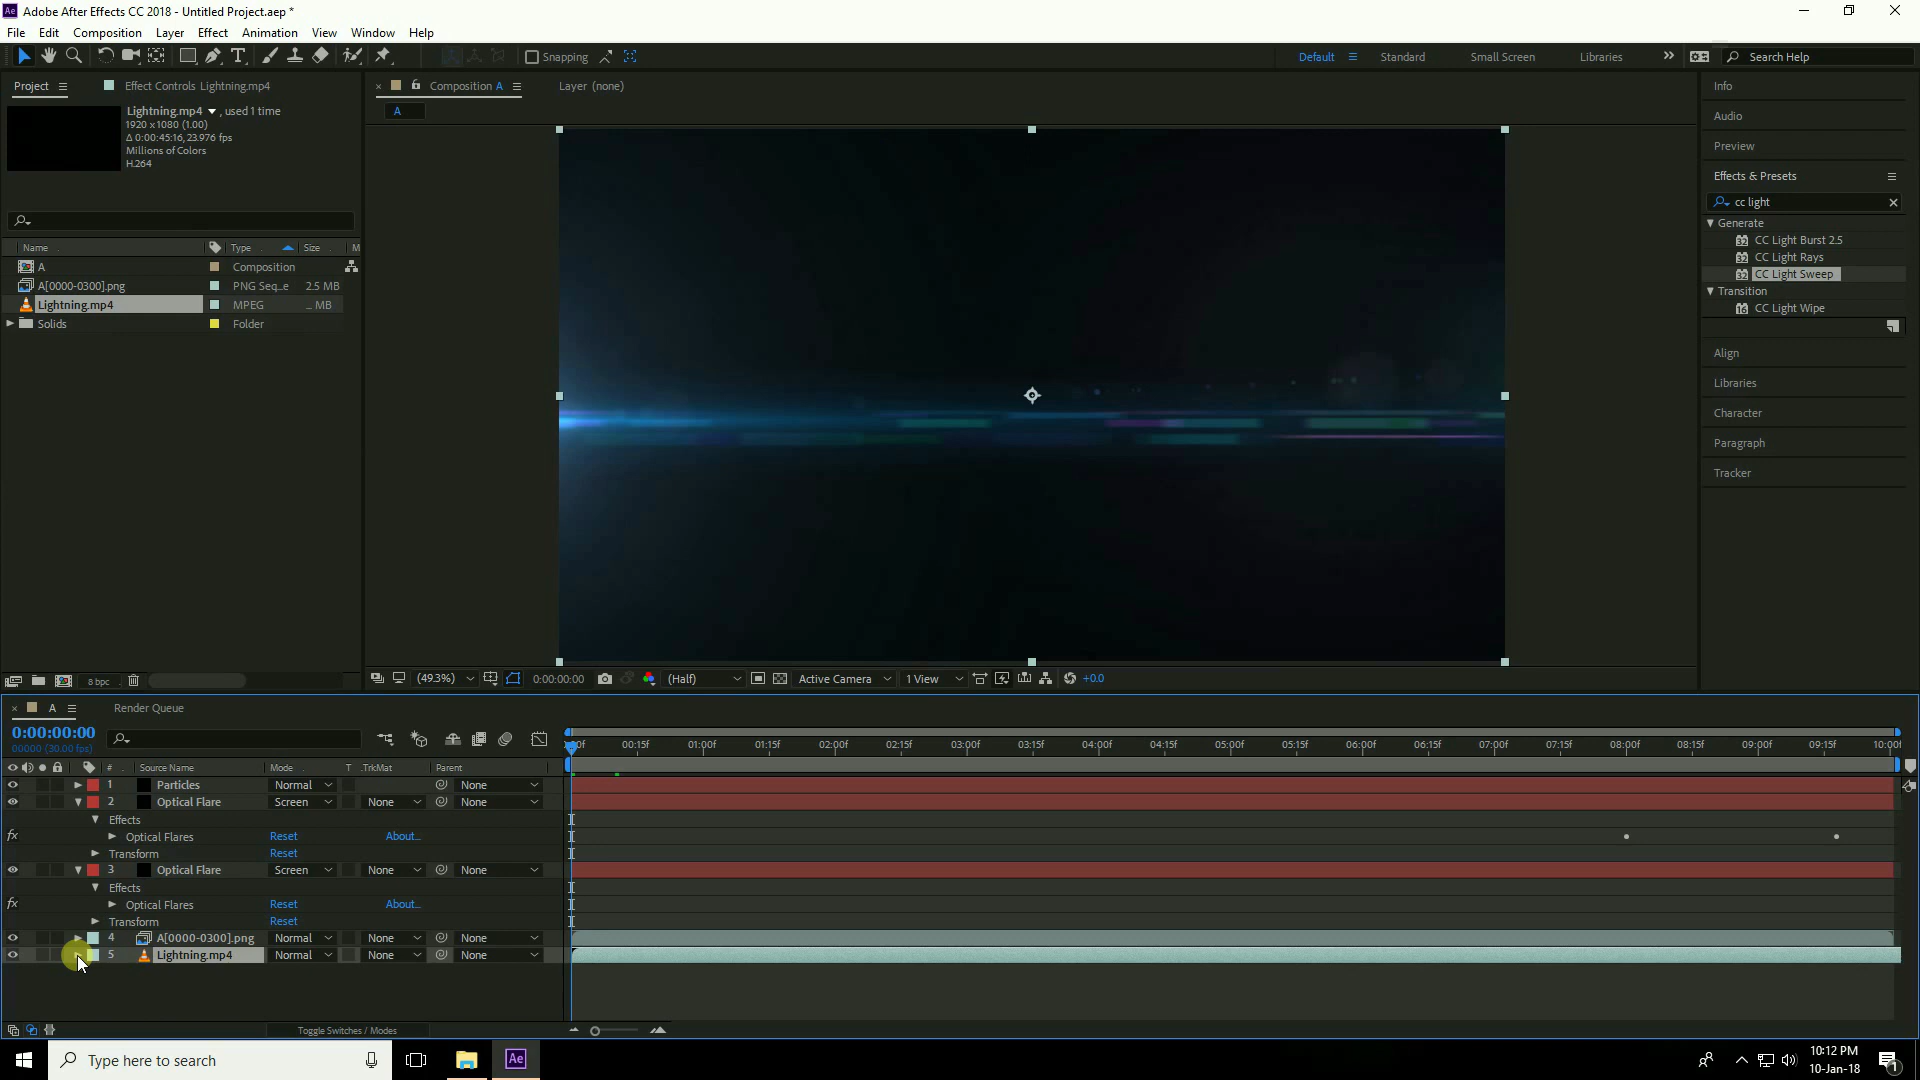 Adobe After Effects CC 2018 - Untitled Project.aep *
File Edit Composition Layer Effect Animation View Window Help
Snapping Default Standard Small Screen Libraries Search Help
Project Effect Controls Lightning.mp4 Composition A Layer (none) Info
Lightning.mp4 , used 1 time
1920 x 1080 (1.00)
Δ 0:00:45:16, 23.976 fps
Millions of Colors
H.264
A
Audio
Preview
Effects & Presets
cc light
Generate
CC Light Burst 2.5
CC Light Rays
CC Light Sweep
Transition
CC Light Wipe
Align
Libraries
Character
Paragraph
Tracker
Name Type Size M
A Composition
A[0000-0300].png PNG Seq...e 2.5 MB
Lightning.mp4 MPEG ... MB
Solids Folder
8 bpc (49.3%) 0:00:00:00 (Half) Active Camera 1 View +0.0
A Render Queue
0:00:00:00
00000 (30.00 fps)
00f 00:15f 01:00f 01:15f 02:00f 02:15f 03:00f 03:15f 04:00f 04:15f 05:00f 05:15f 06:00f 06:15f 07:00f 07:15f 08:00f 08:15f 09:00f 09:15f 10:00f
# Source Name Mode T .TrkMat Parent
1 Particles Normal None
2 Optical Flare Screen None None
Effects
fx Optical Flares Reset About...
Transform Reset
3 Optical Flare Screen None None
Effects
fx Optical Flares Reset About...
Transform Reset
4 A[0000-0300].png Normal None None
5 Lightning.mp4 Normal None None
Toggle Switches / Modes
Type here to search
10:12 PM
10-Jan-18
1